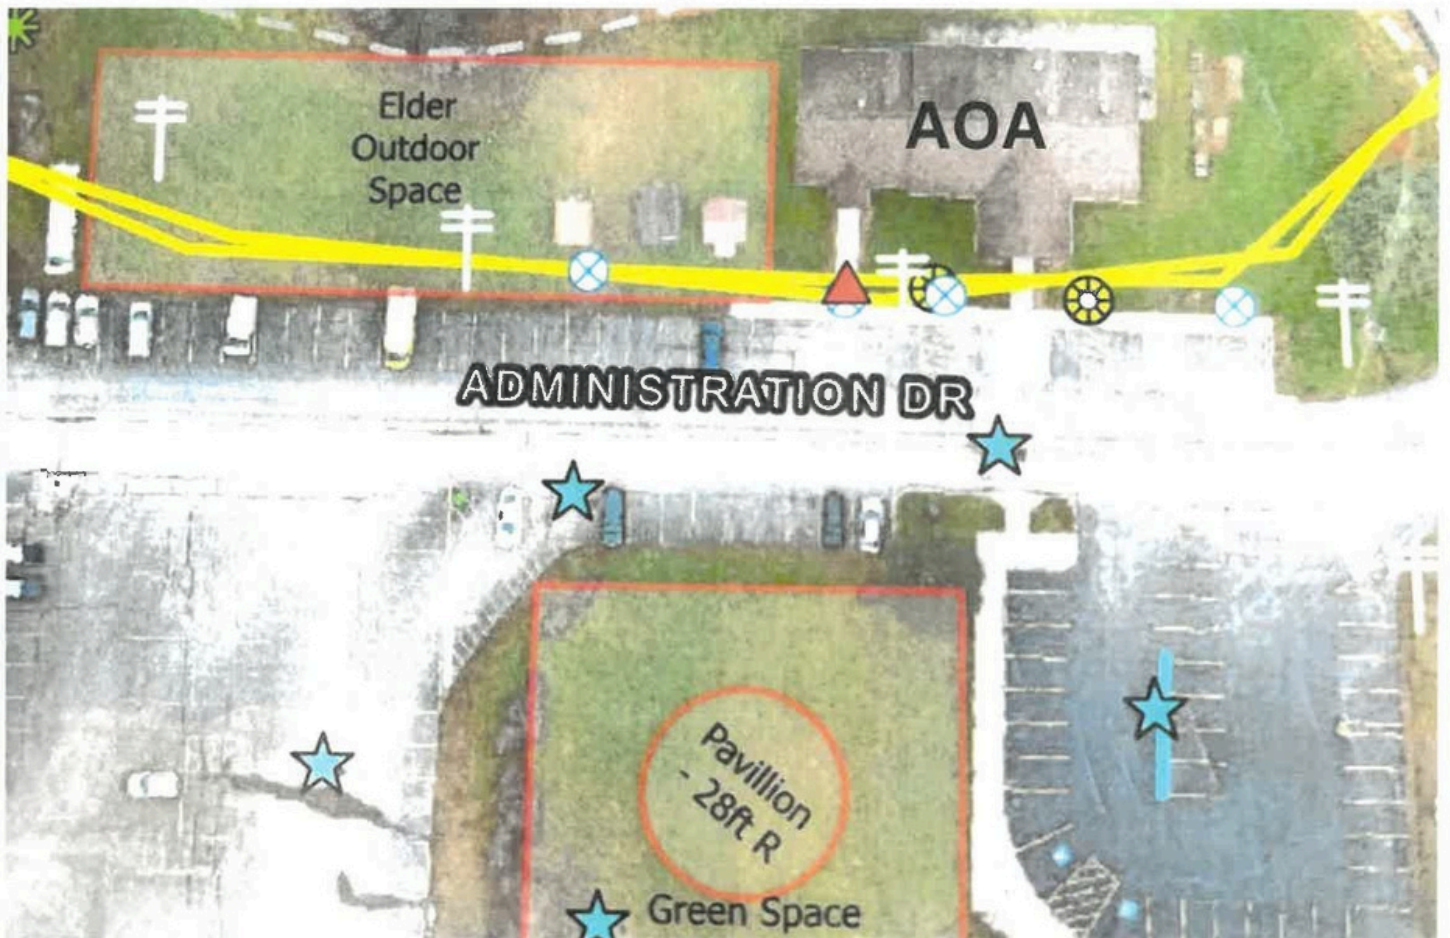 Elder
Outdoor
Space
AOA
ADMINISTRATION DR
Pavillion
- 28ft R
Green Space